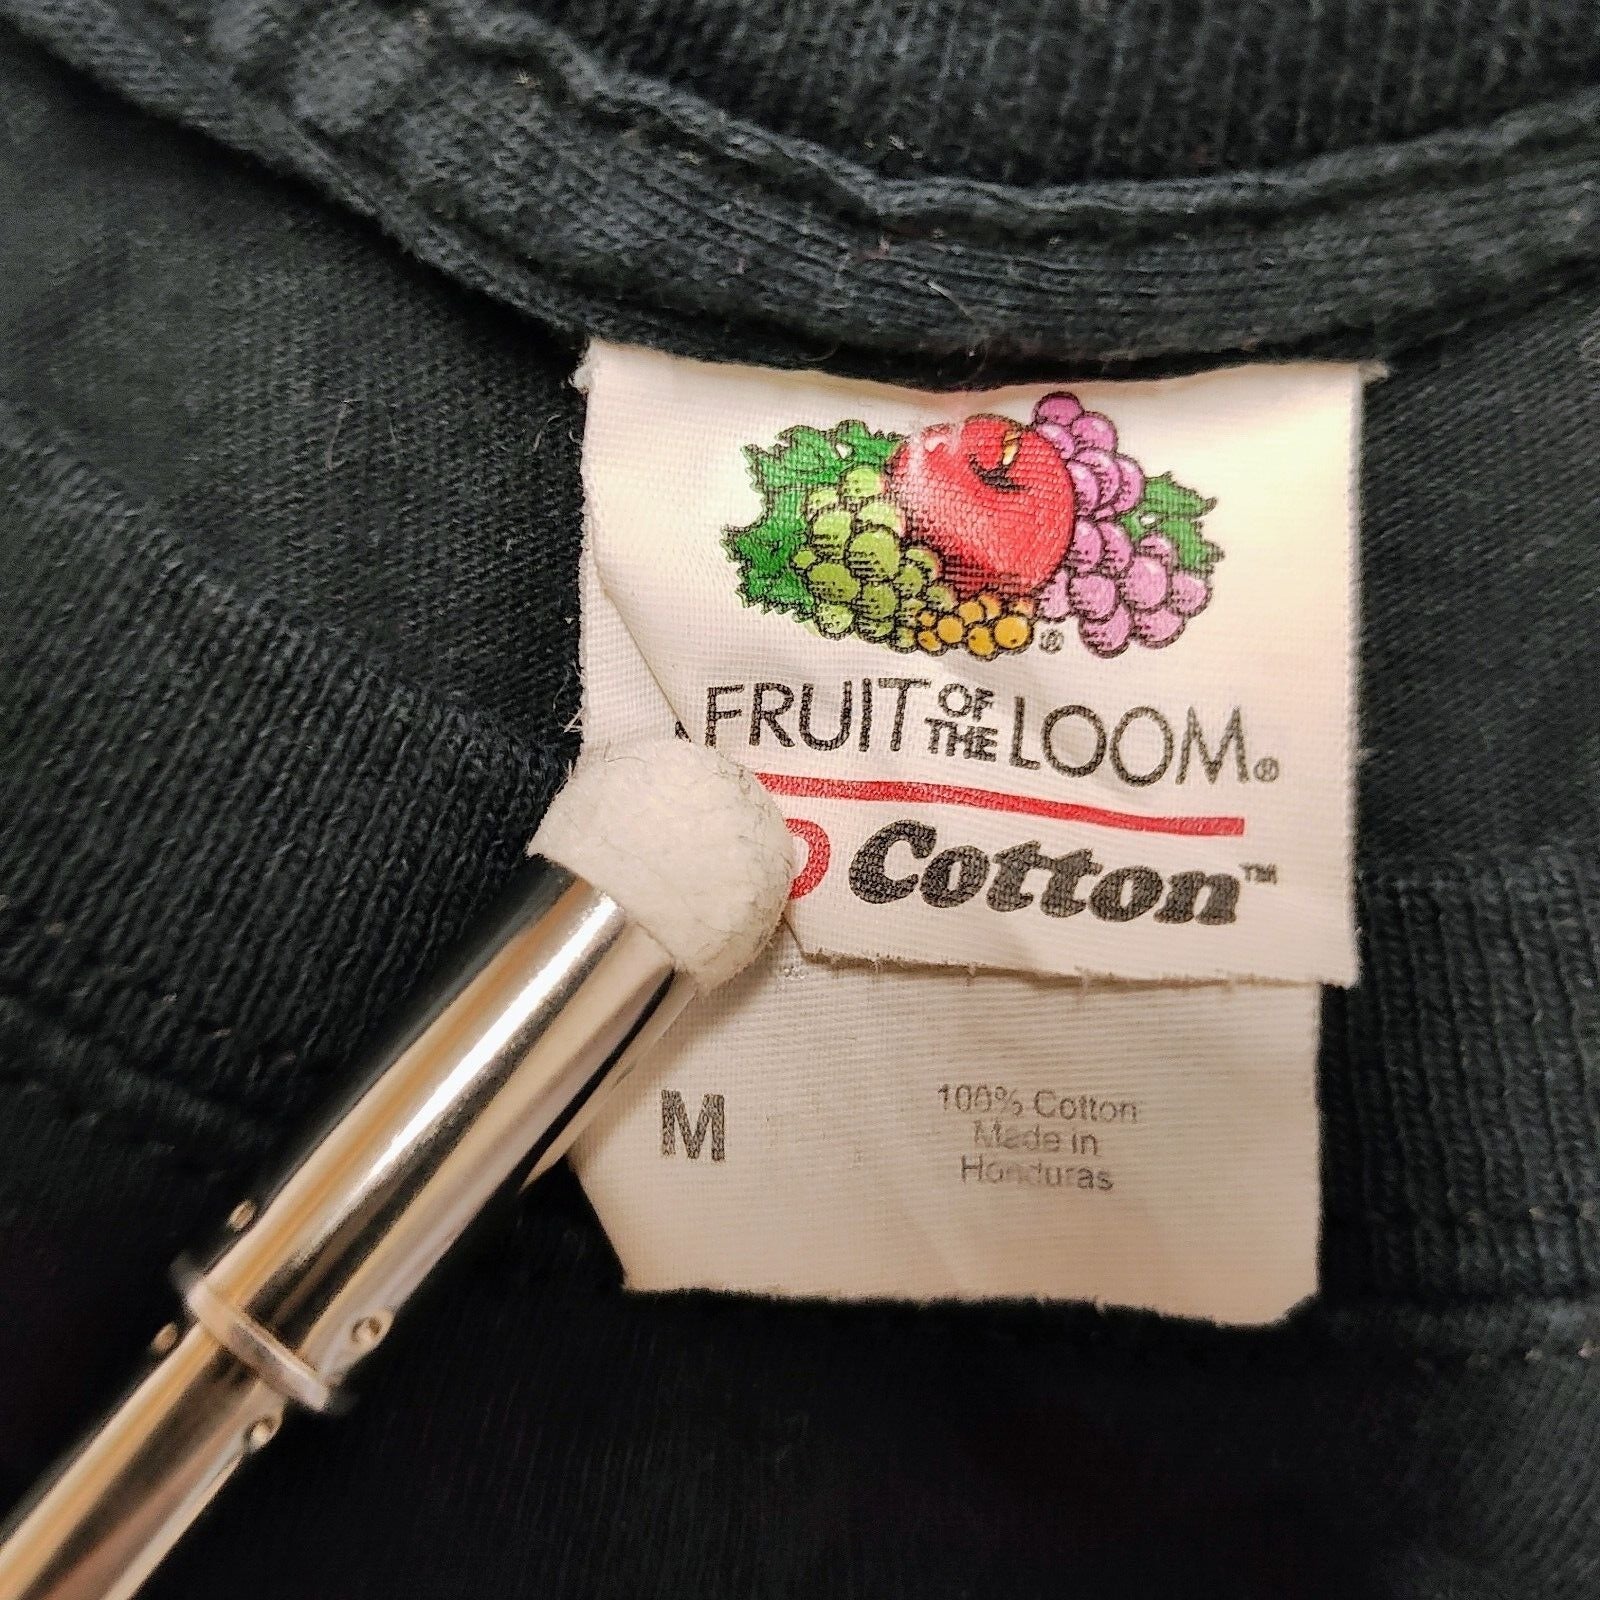 FRUIT OF THE LOOM®
D Cotton™
M
100% Cotton
Made in
Honduras